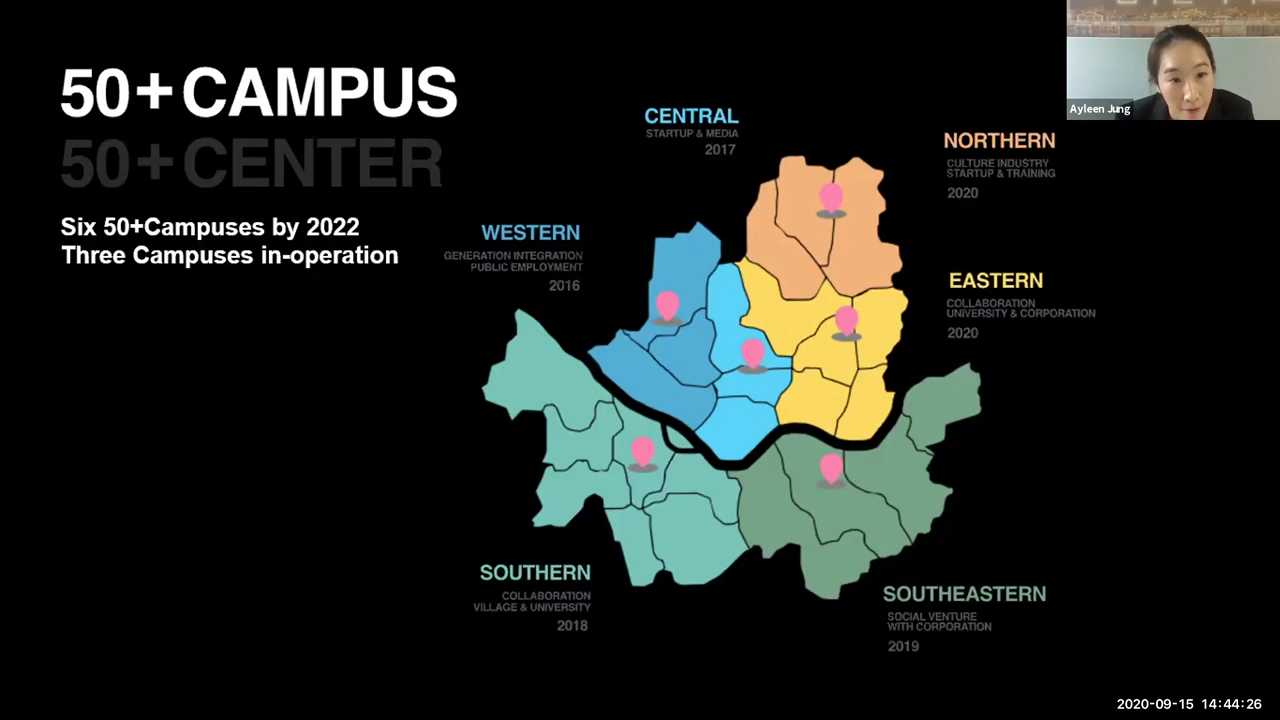 50+CAMPUS
50+CENTER
Six 50+Campuses by 2022
Three Campuses in-operation
CENTRAL
STARTUP & MEDIA
2017
NORTHERN
CULTURE INDUSTRY
STARTUP & TRAINING
2020
WESTERN
GENERATION INTEGRATION
PUBLIC EMPLOYMENT
2016
EASTERN
COLLABORATION
UNIVERSITY & CORPORATION
2020
SOUTHERN
COLLABORATION
VILLAGE & UNIVERSITY
2018
SOUTHEASTERN
SOCIAL VENTURE
WITH CORPORATION
2019
Ayleen Jung
2020-09-15 14:44:26